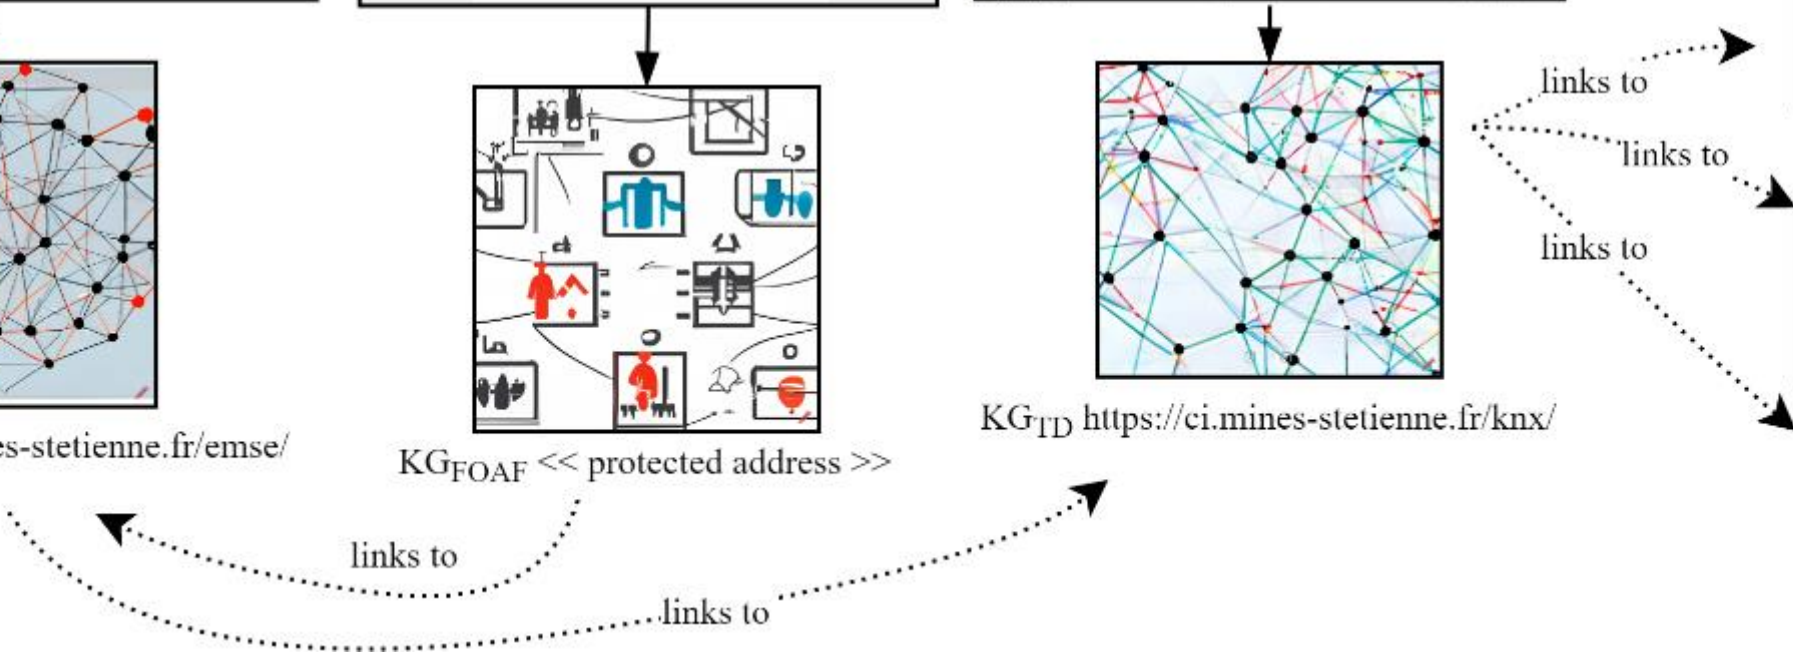 links to
links to
links to
es-stetienne.fr/emse/
KGFOAF << protected address >>
KGTD https://ci.mines-stetienne.fr/knx/
links to
links to